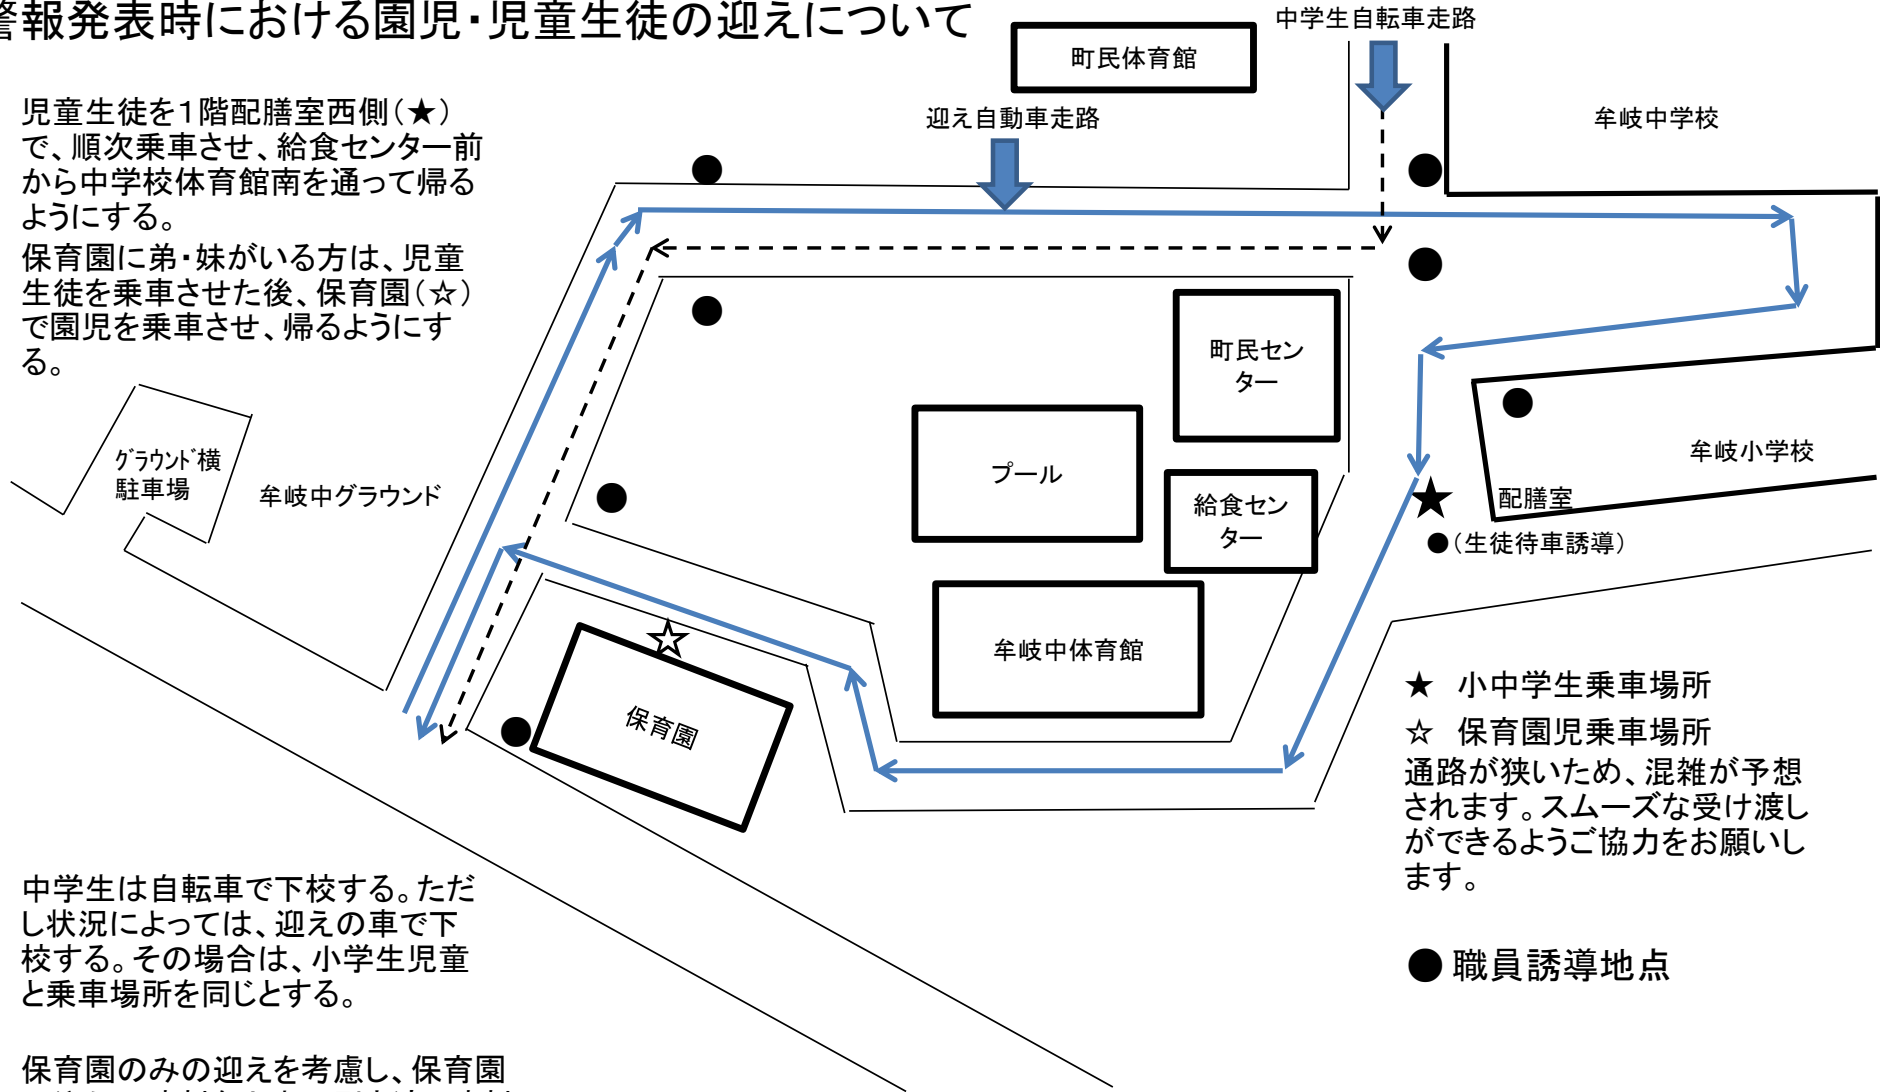 警報発表時における園児・児童生徒の迎えについて
中学生自転車走路
町民体育館
迎え自動車走路
牟岐中学校
児童生徒を１階配膳室西側（★）
で、順次乗車させ、給食センター前
から中学校体育館南を通って帰る
ようにする。
保育園に弟・妹がいる方は、児童
生徒を乗車させた後、保育園（☆）
で園児を乗車させ、帰るようにす
る。
町民セン
ター
プール
牟岐小学校
グラウンド横
駐車場
牟岐中グラウンド
給食セン
ター
★
配膳室
●（生徒待車誘導）
牟岐中体育館
☆
保育園
★　小中学生乗車場所
☆　保育園児乗車場所
通路が狭いため、混雑が予想
されます。スムーズな受け渡し
ができるようご協力をお願いし
ます。
中学生は自転車で下校する。ただ
し状況によっては、迎えの車で下
校する。その場合は、小学生児童
と乗車場所を同じとする。
●職員誘導地点
保育園のみの迎えを考慮し、保育園